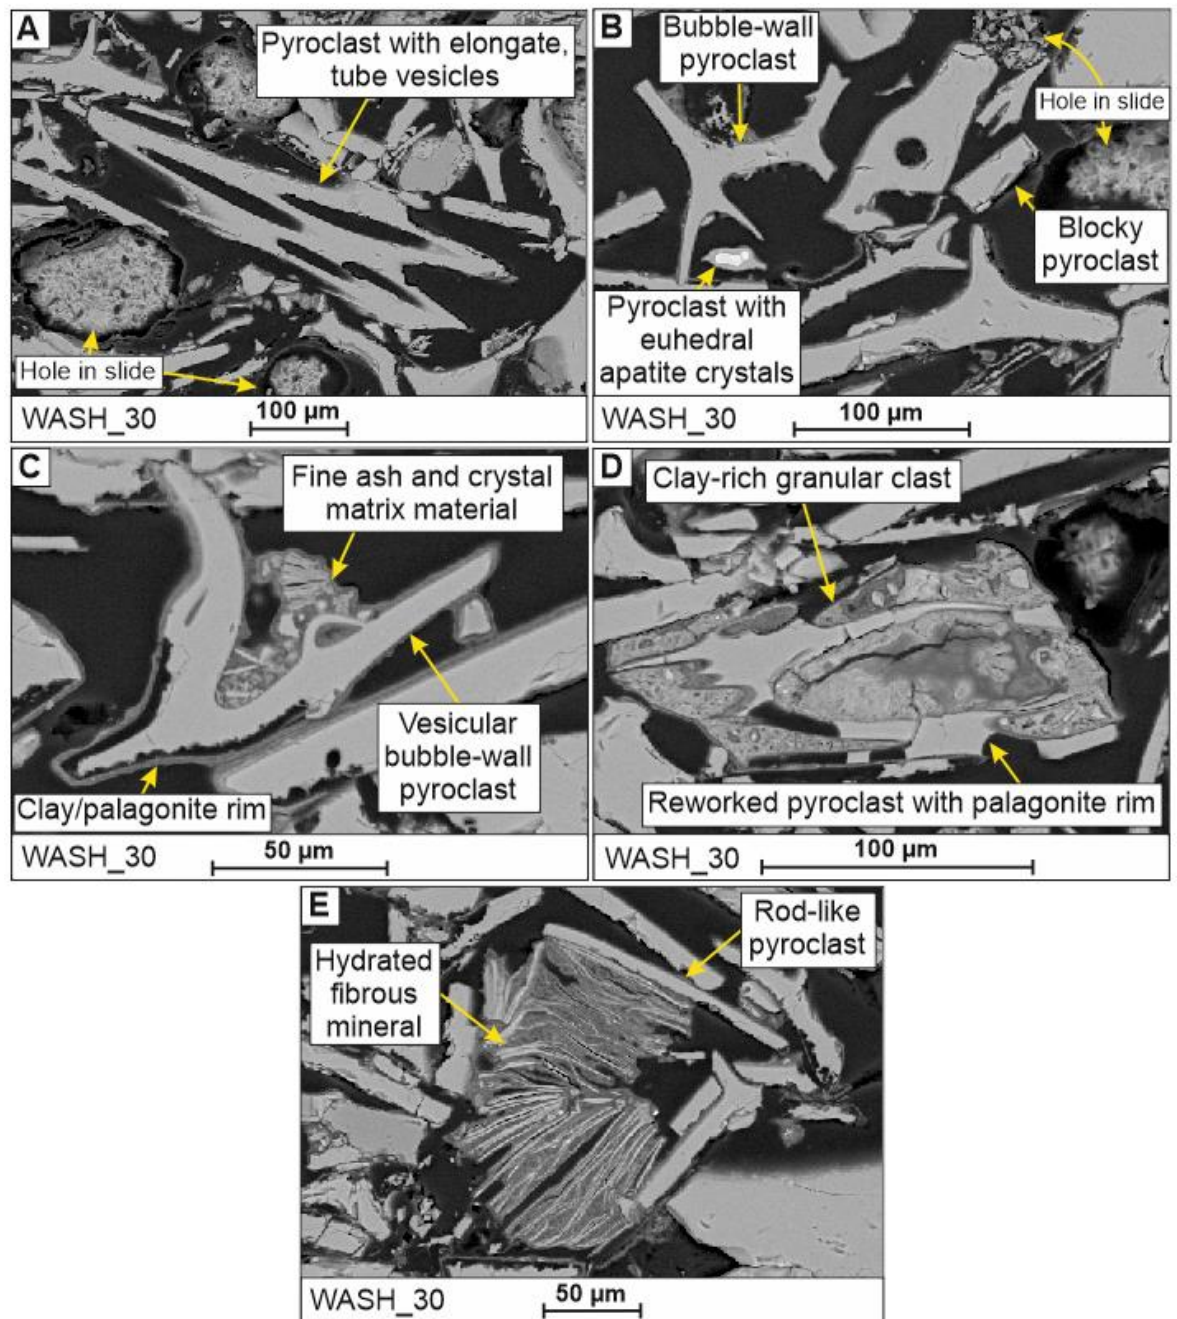 A
Pyroclast with elongate,
tube vesicles
Hole in slide
WASH_30
100 µm
B
Bubble-wall
pyroclast
Hole in slide
Blocky
pyroclast
Pyroclast with
euhedral
apatite crystals
WASH_30
100 µm
C
Fine ash and crystal
matrix material
Vesicular
bubble-wall
pyroclast
Clay/palagonite rim
WASH_30
50 µm
D
Clay-rich granular clast
Reworked pyroclast with palagonite rim
WASH_30
100 µm
E
Rod-like
pyroclast
Hydrated
fibrous
mineral
WASH_30
50 µm